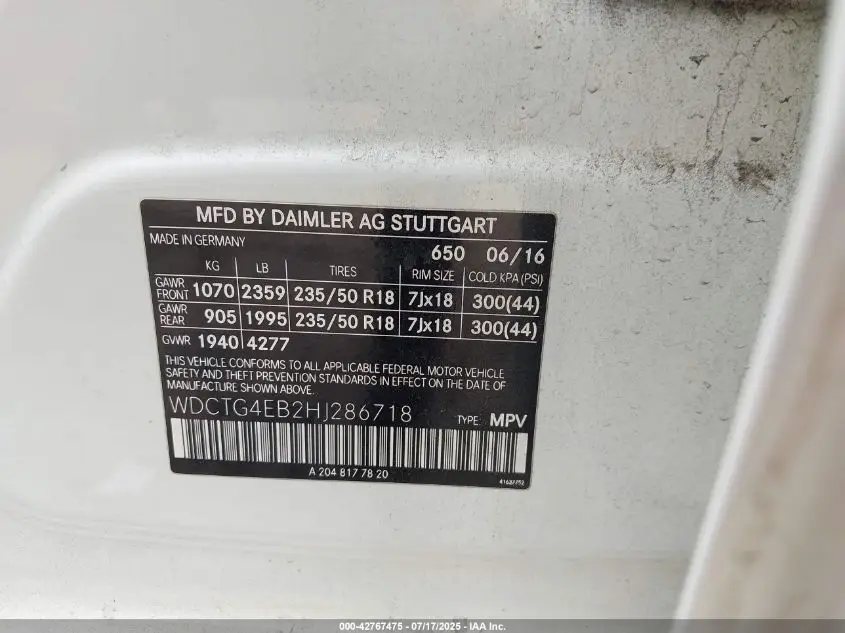 MFD BY DAIMLER AG STUTTGART
MADE IN GERMANY
650 06/16
KG LB TIRES RIM SIZE COLD KPA (PSI)
GAWR FRONT 1070 2359 235/50 R18 7Jx18 300(44)
GAWR REAR 905 1995 235/50 R18 7Jx18 300(44)
GVWR 1940 4277
THIS VEHICLE CONFORMS TO ALL APPLICABLE FEDERAL MOTOR VEHICLE
SAFETY AND THEFT PREVENTION STANDARDS IN EFFECT ON THE DATE OF
MANUFACTURE SHOWN ABOVE.
WDCTG4EB2HJ286718 TYPE: MPV
A 204 817 78 20
000-42767475 - 07/17/2025 - IAA Inc.